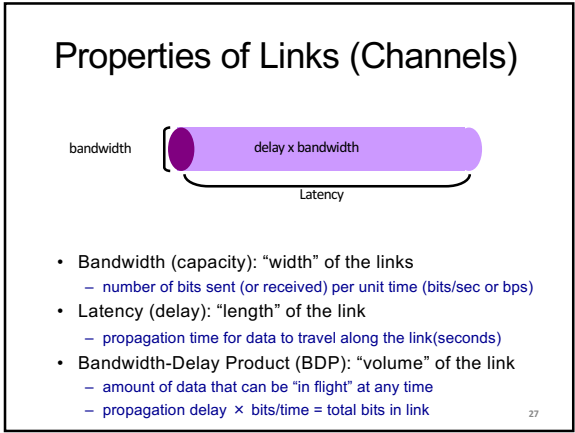 Properties of Links (Channels)
bandwidth
delay x bandwidth
Latency
• Bandwidth (capacity): “width” of the links
– number of bits sent (or received) per unit time (bits/sec or bps)
• Latency (delay): “length” of the link
– propagation time for data to travel along the link(seconds)
• Bandwidth-Delay Product (BDP): “volume” of the link
– amount of data that can be “in flight” at any time
– propagation delay × bits/time = total bits in link
27